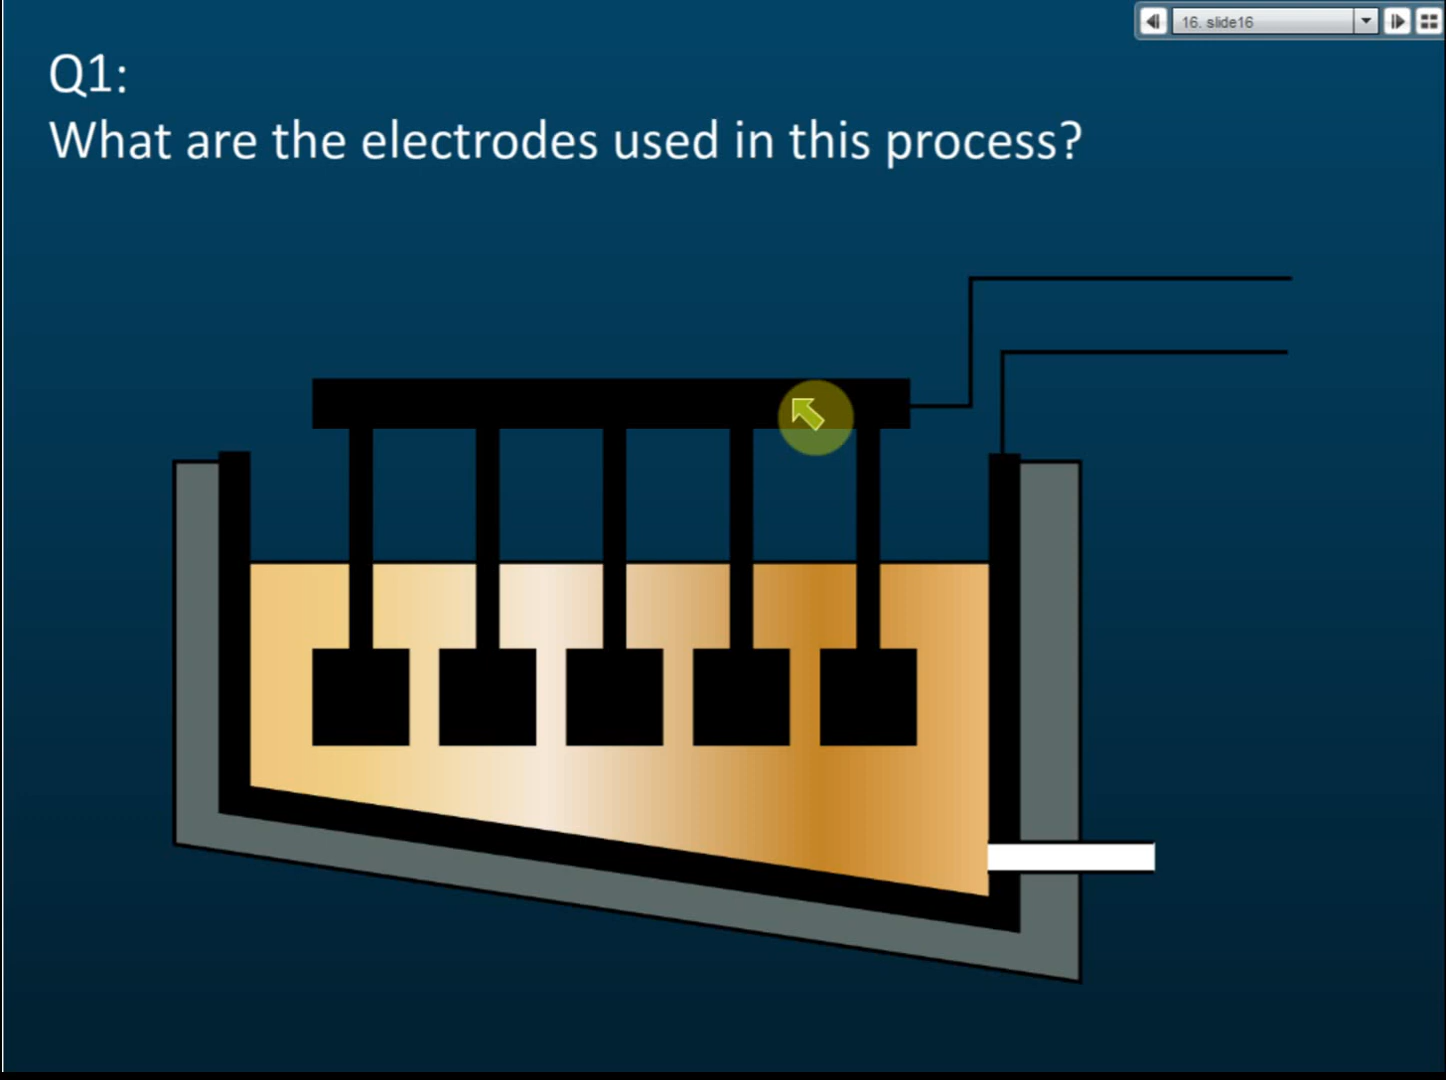 16. slide16
Q1:
What are the electrodes used in this process?